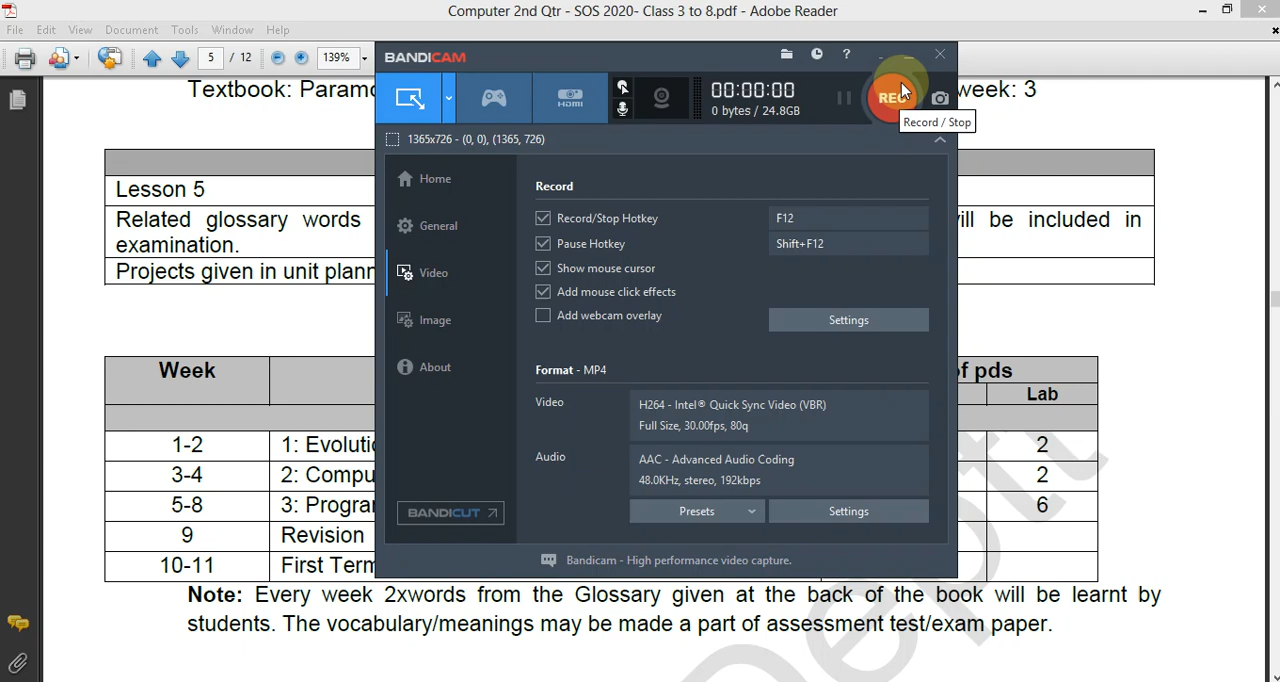 Computer 2nd Qtr - SOS 2020- Class 3 to 8.pdf - Adobe Reader
File Edit View Document Tools Window Help
5 / 12 139%
BANDICAM
?
HDMI
00:00:00
0 bytes / 24.8GB
REC
Record / Stop
1365x726 - (0, 0), (1365, 726)
Home
General
Video
Image
About
BANDICUT
Record
Record/Stop Hotkey F12
Pause Hotkey Shift+F12
Show mouse cursor
Add mouse click effects
Add webcam overlay Settings
Format - MP4
Video H264 - Intel® Quick Sync Video (VBR)
Full Size, 30.00fps, 80q
Audio AAC - Advanced Audio Coding
48.0KHz, stereo, 192kbps
Presets Settings
Bandicam - High performance video capture.
Textbook: week: 3
Lesson 5
Related glossary words will be included in
examination.
Projects given in unit
Week pds
Lab
1-2 1: 2
3-4 2: 2
5-8 3: 6
9 Revision
10-11 First
Note: Every week 2xwords from the Glossary given at the back of the book will be learnt by
students. The vocabulary/meanings may be made a part of assessment test/exam paper.